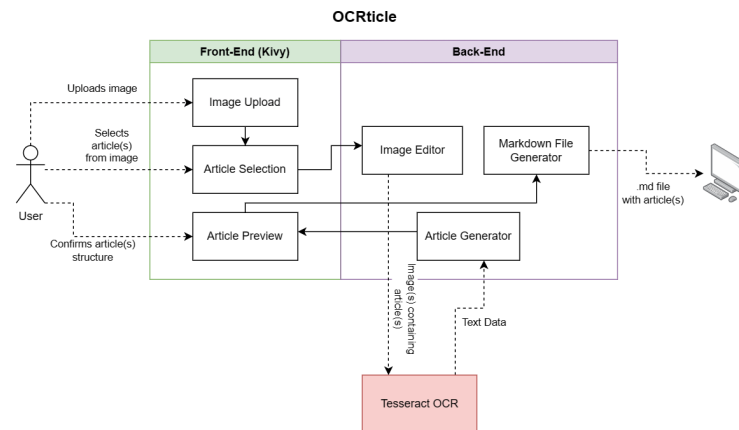 OCRticle
Front-End (Kivy)
Back-End
Uploads image
Image Upload
Selects
article(s)
from image
Article Selection
Image Editor
Markdown File
Generator
.md file
with article(s)
User
Confirms article(s)
structure
Article Preview
Article Generator
Image(s) containing
article(s)
Text Data
Tesseract OCR